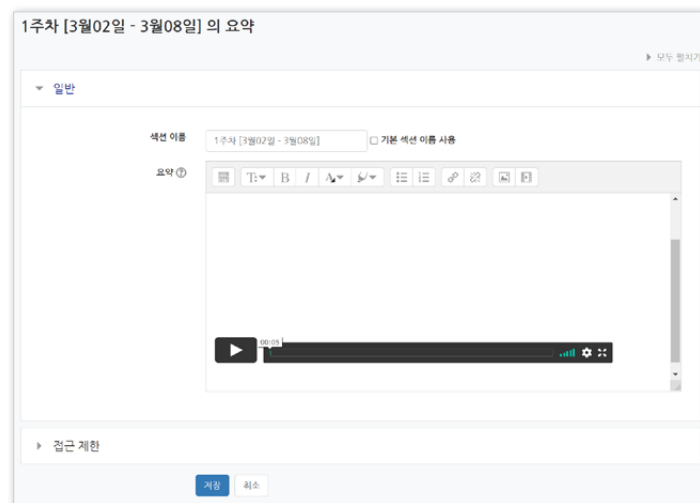 1주차 [3월02일 - 3월08일] 의 요약
모두 펼치기
일반
섹션 이름
1주차 [3월02일 - 3월08일]
기본 섹션 이름 사용
요약
B I
00:05
접근 제한
저장 취소